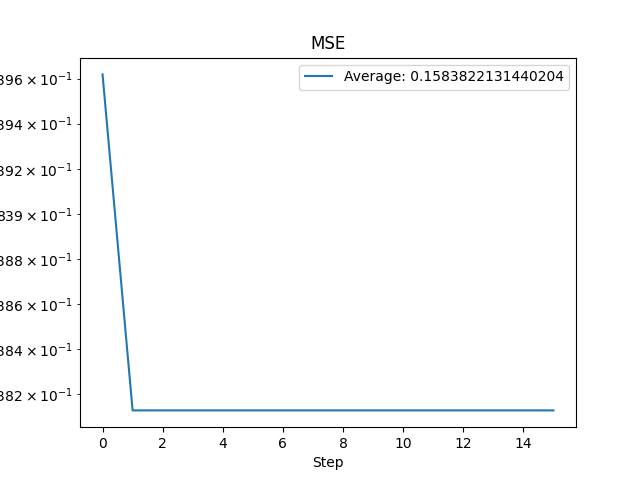 MSE
Average: 0.1583822131440204
396 × 10⁻¹
394 × 10⁻¹
392 × 10⁻¹
839 × 10⁻¹
388 × 10⁻¹
386 × 10⁻¹
384 × 10⁻¹
382 × 10⁻¹
0 2 4 6 8 10 12 14
Step